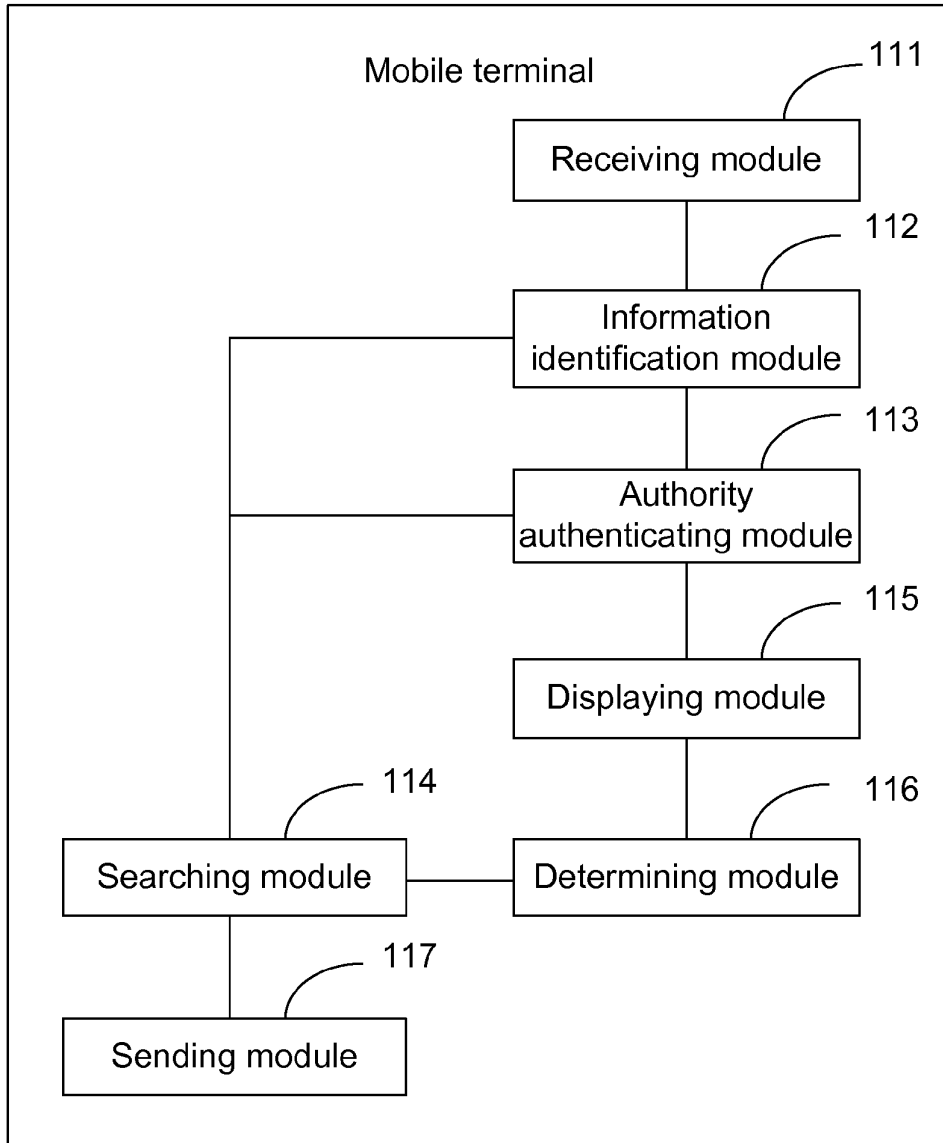 Mobile terminal
111
Receiving module
112
Information
identification module
113
Authority
authenticating module
115
Displaying module
114
116
Searching module
Determining module
117
Sending module